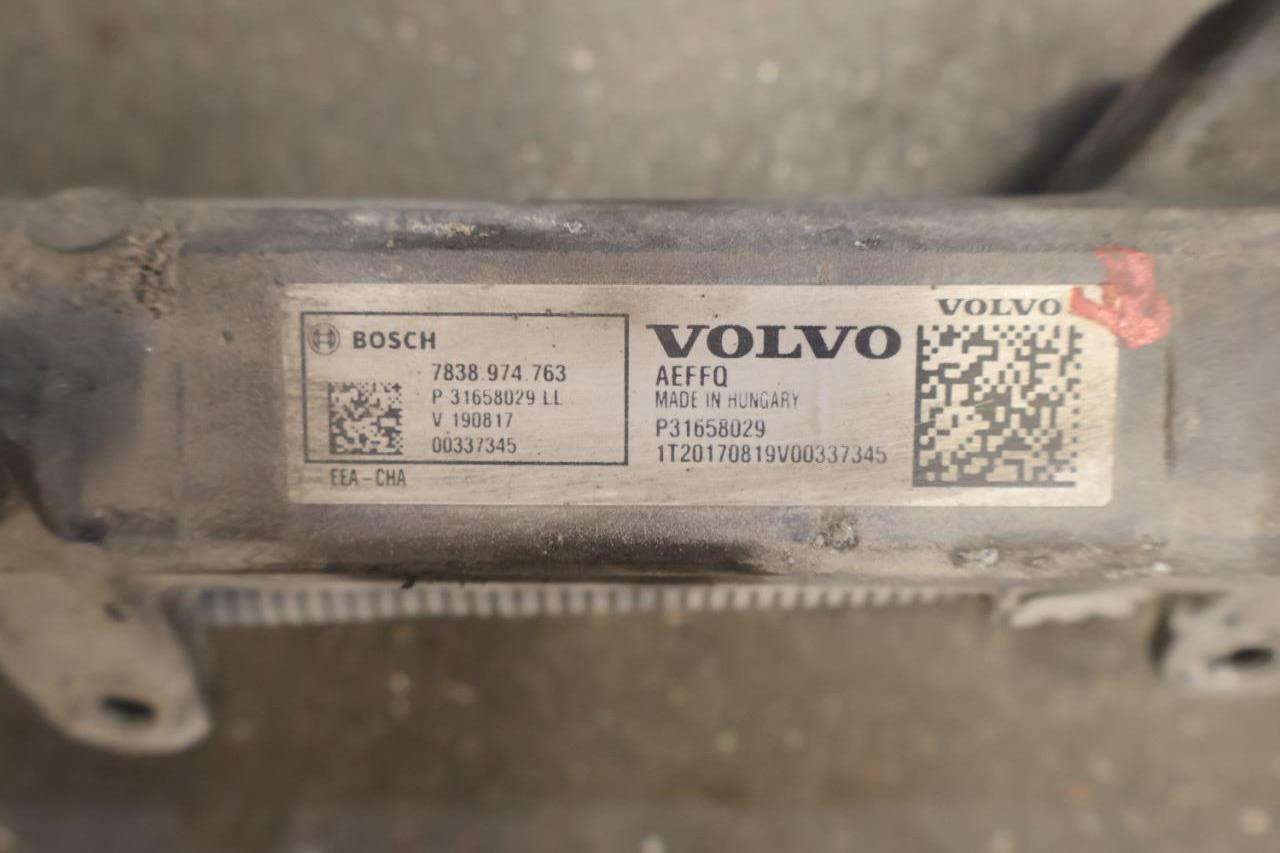 BOSCH
7838.974.763
P 31658029 LL
V 190817
00337345
EEA-CHA
VOLVO
AEFFQ
MADE IN HUNGARY
P31658029
1T20170819V00337345
VOLVO